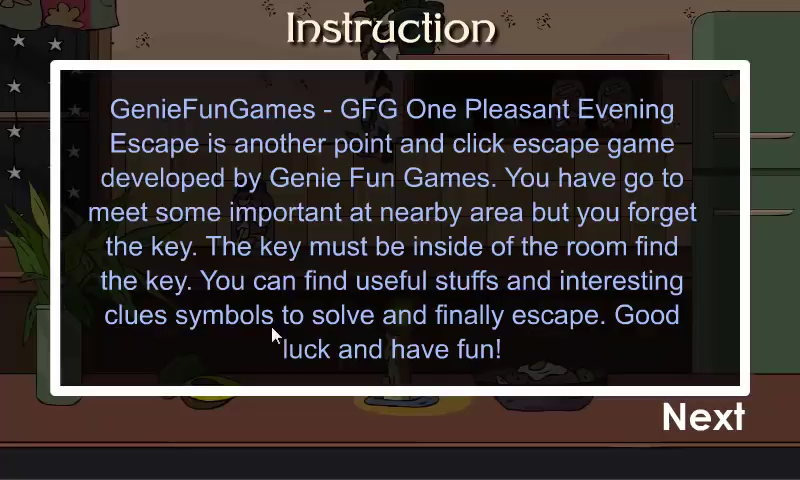 Instruction
GenieFunGames - GFG One Pleasant Evening
Escape is another point and click escape game
developed by Genie Fun Games. You have go to
meet some important at nearby area but you forget
the key. The key must be inside of the room find
the key. You can find useful stuffs and interesting
clues symbols to solve and finally escape. Good
luck and have fun!
Next